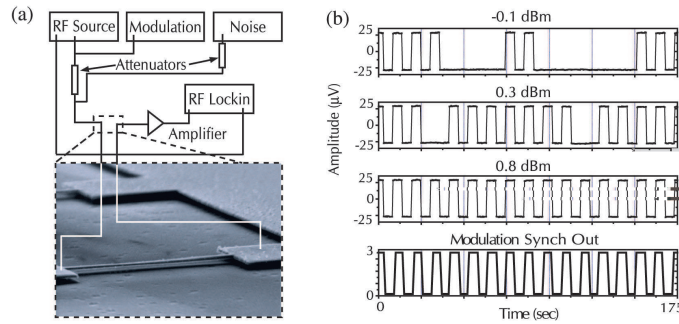 (a)
RF Source
Modulation
Noise
Attenuators
RF Lockin
Amplifier
(b)
Amplitude (µV)
-0.1 dBm
25
0
-25
0.3 dBm
25
0
-25
0.8 dBm
25
0
-25
Modulation Synch Out
3
0
0
175
Time (sec)